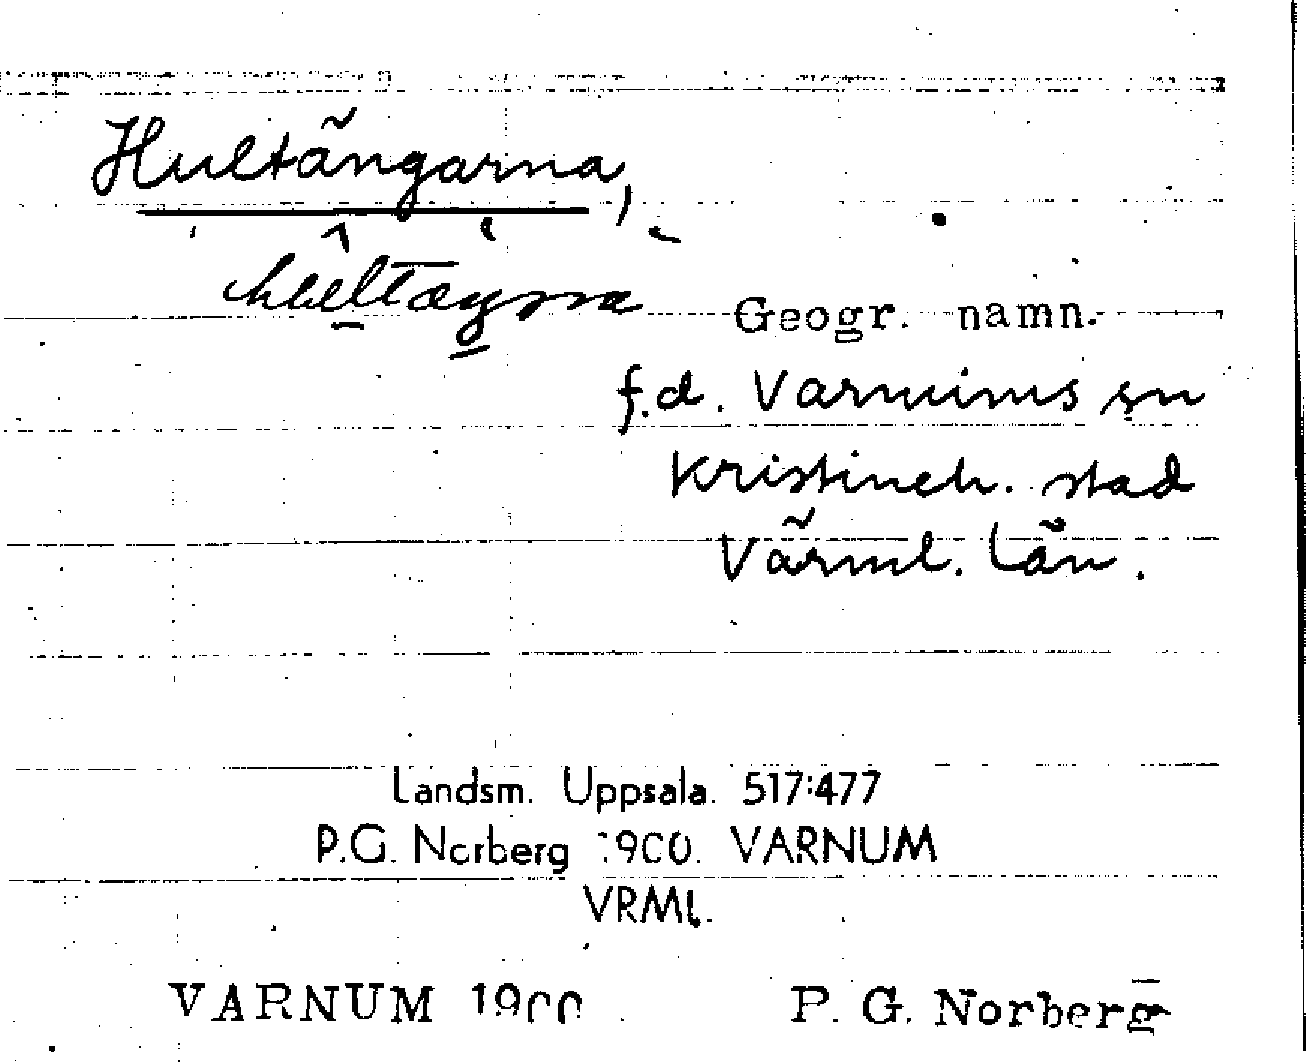 Hultängarna,
Geogr. namn.
f.d. Varnums sn
Kristineh. stad
Värml. Län.
Landsm. Uppsala. 517:477
P.G. Norberg 1900. VARNUM
VRML.
VARNUM 1900. P. G. Norberg